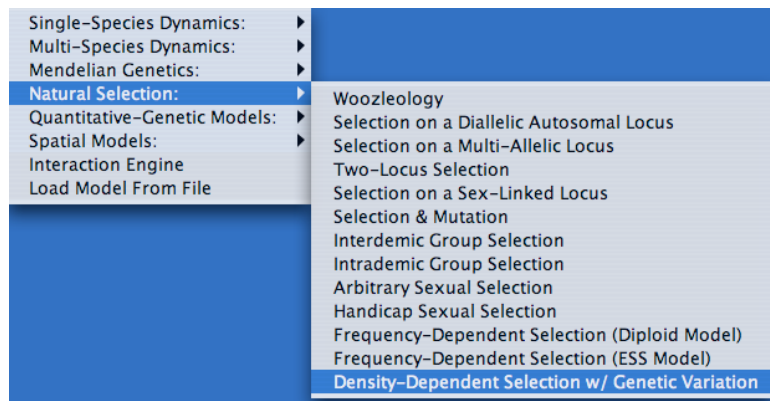 Single-Species Dynamics:
Multi-Species Dynamics:
Mendelian Genetics:
Natural Selection:
Quantitative-Genetic Models:
Spatial Models:
Interaction Engine
Load Model From File
Woozleology
Selection on a Diallelic Autosomal Locus
Selection on a Multi-Allelic Locus
Two-Locus Selection
Selection on a Sex-Linked Locus
Selection & Mutation
Interdemic Group Selection
Intrademic Group Selection
Arbitrary Sexual Selection
Handicap Sexual Selection
Frequency-Dependent Selection (Diploid Model)
Frequency-Dependent Selection (ESS Model)
Density-Dependent Selection w/ Genetic Variation